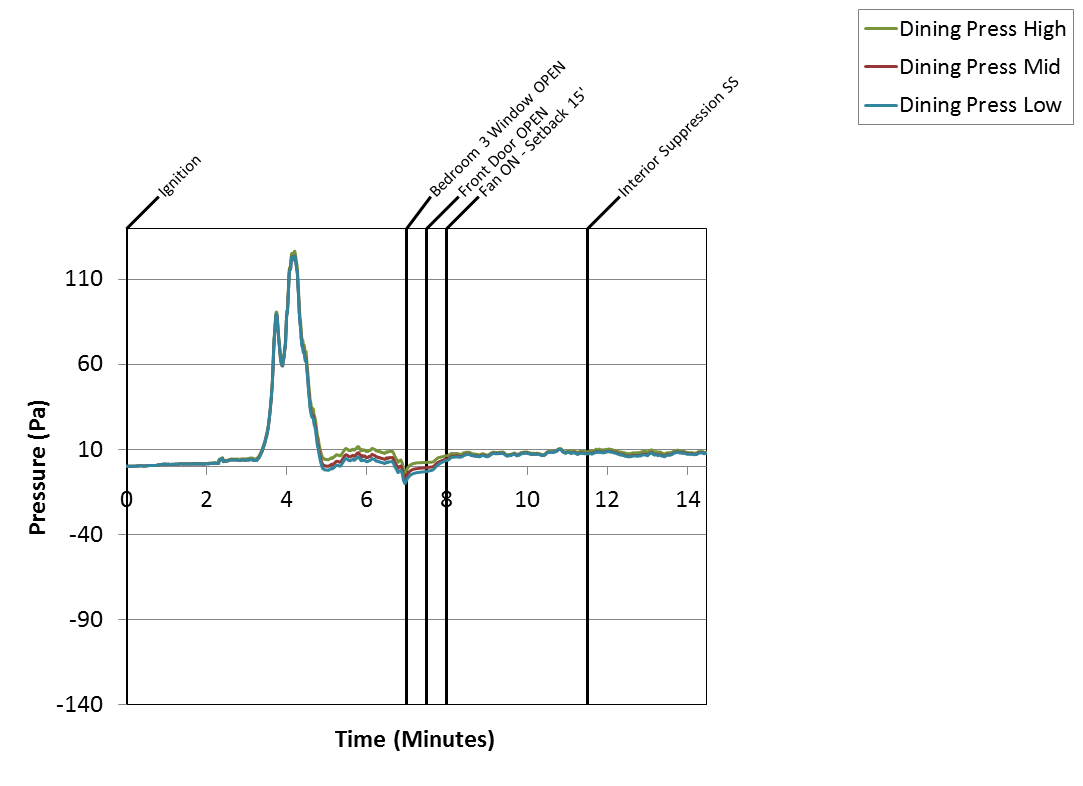 Dining Press High
Dining Press Mid
Dining Press Low
Ignition
Bedroom 3 Window OPEN
Front Door OPEN
Fan ON - Setback 15'
Interior Suppression SS
110
60
10
-40
-90
-140
0 2 4 6 8 10 12 14
Pressure (Pa)
Time (Minutes)